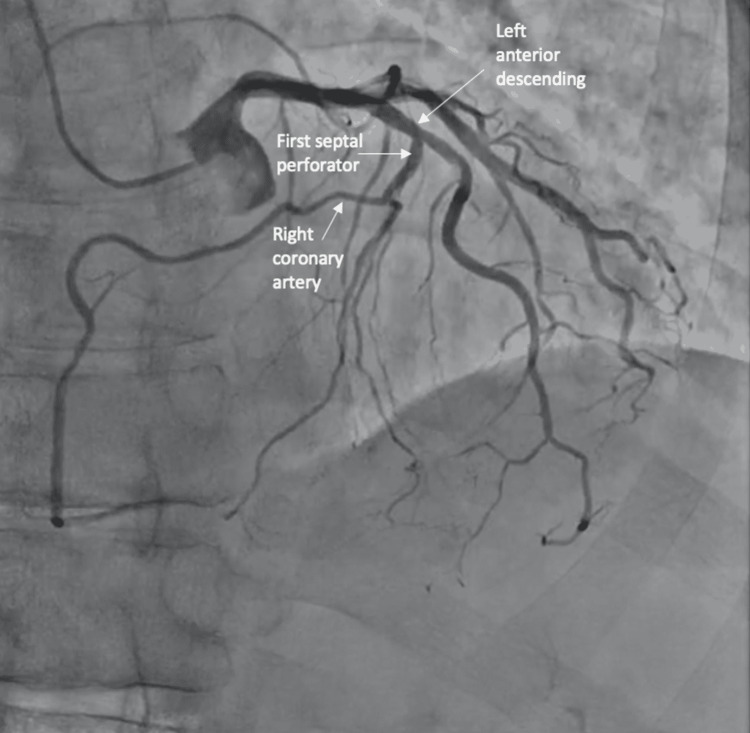 Left
anterior
descending
First septal
perforator
Right
coronary
artery